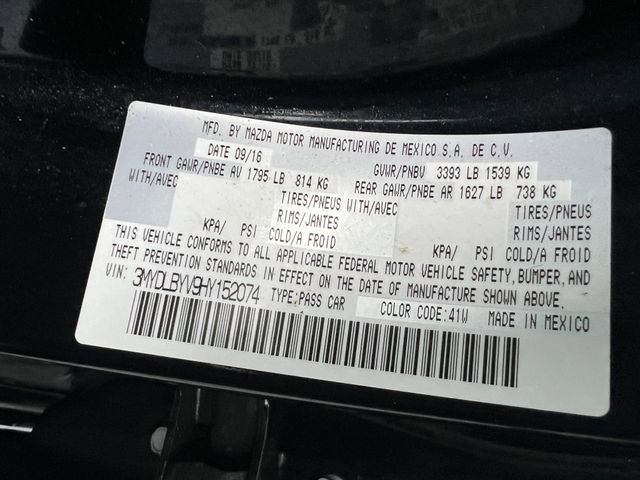 MFD. BY MAZDA MOTOR MANUFACTURING DE MEXICO S.A. DE C.V.
DATE 09/16 GVWR/PNBV 3393 LB 1539 KG
FRONT GAWR/PNBE AV 1795 LB 814 KG REAR GAWR/PNBE AR 1627 LB 738 KG
WITH/AVEC TIRES/PNEUS WITH/AVEC TIRES/PNEUS
RIMS/JANTES RIMS/JANTES
KPA/ PSI COLD/A FROID KPA/ PSI COLD/A FROID
THIS VEHICLE CONFORMS TO ALL APPLICABLE FEDERAL MOTOR VEHICLE SAFETY, BUMPER, AND
THEFT PREVENTION STANDARDS IN EFFECT ON THE DATE OF MANUFACTURE SHOWN ABOVE.
VIN: 3MYDLBYV9HY152074 TYPE:PASS CAR COLOR CODE:41W MADE IN MEXICO